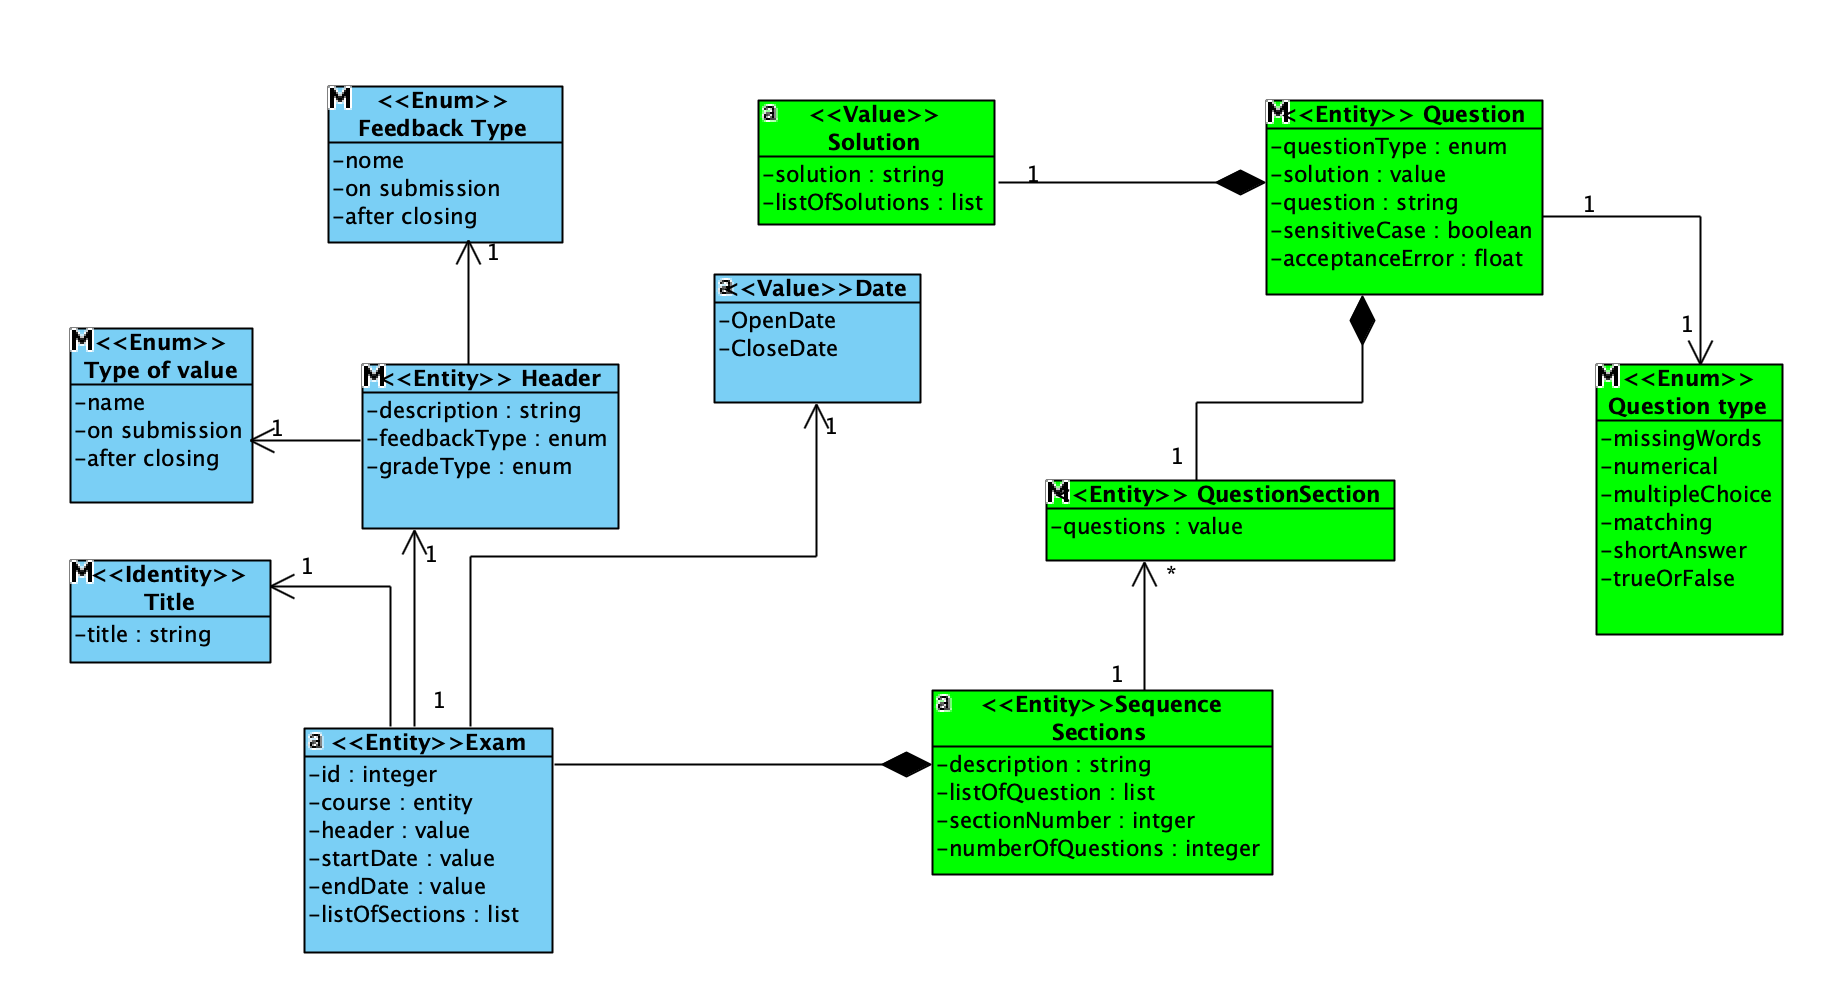 <<Enum>>
Feedback Type
-nome
-on submission
-after closing
1
<<Value>>
Solution
-solution : string
-listOfSolutions : list
1
<<Entity>> Question
-questionType : enum
-solution : value
-question : string
-sensitiveCase : boolean
-acceptanceError : float
1
1
<<Value>>Date
-OpenDate
-CloseDate
1
<<Enum>>
Type of value
-name
-on submission
-after closing
1
<<Entity>> Header
-description : string
-feedbackType : enum
-gradeType : enum
1
<<Enum>>
Question type
-missingWords
-numerical
-multipleChoice
-matching
-shortAnswer
-trueOrFalse
1
<<Entity>> QuestionSection
-questions : value
*
1
<<Identity>>
Title
-title : string
1
1
<<Entity>>Exam
-id : integer
-course : entity
-header : value
-startDate : value
-endDate : value
-listOfSections : list
<<Entity>>Sequence
Sections
-description : string
-listOfQuestion : list
-sectionNumber : intger
-numberOfQuestions : integer